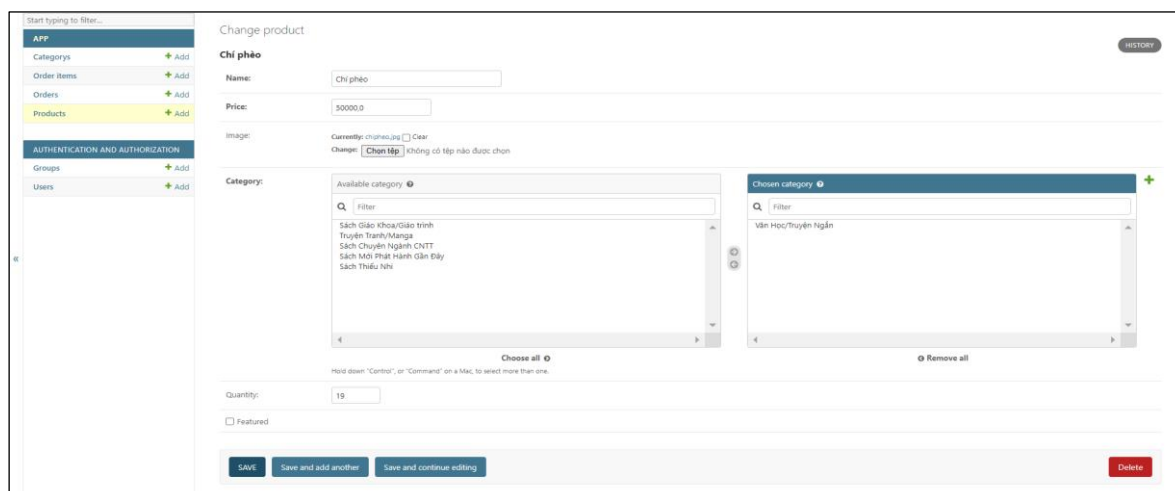 Start typing to filter...
APP
Categorys + Add
Order items + Add
Orders + Add
Products + Add
AUTHENTICATION AND AUTHORIZATION
Groups + Add
Users + Add
«
Change product
HISTORY
Chí phèo
Name: Chí phèo
Price: 50000,0
Image: Currently: chipheo.jpg Clear
Change: Chọn tệp Không có tệp nào được chọn
Category:
Available category
Filter
Sách Giáo Khoa/Giáo trình
Truyện Tranh/Manga
Sách Chuyên Ngành CNTT
Sách Mới Phát Hành Gần Đây
Sách Thiếu Nhi
Choose all
Hold down "Control", or "Command" on a Mac, to select more than one.
Chosen category
Filter
Văn Học/Truyện Ngắn
Remove all
Quantity: 19
Featured
SAVE Save and add another Save and continue editing Delete